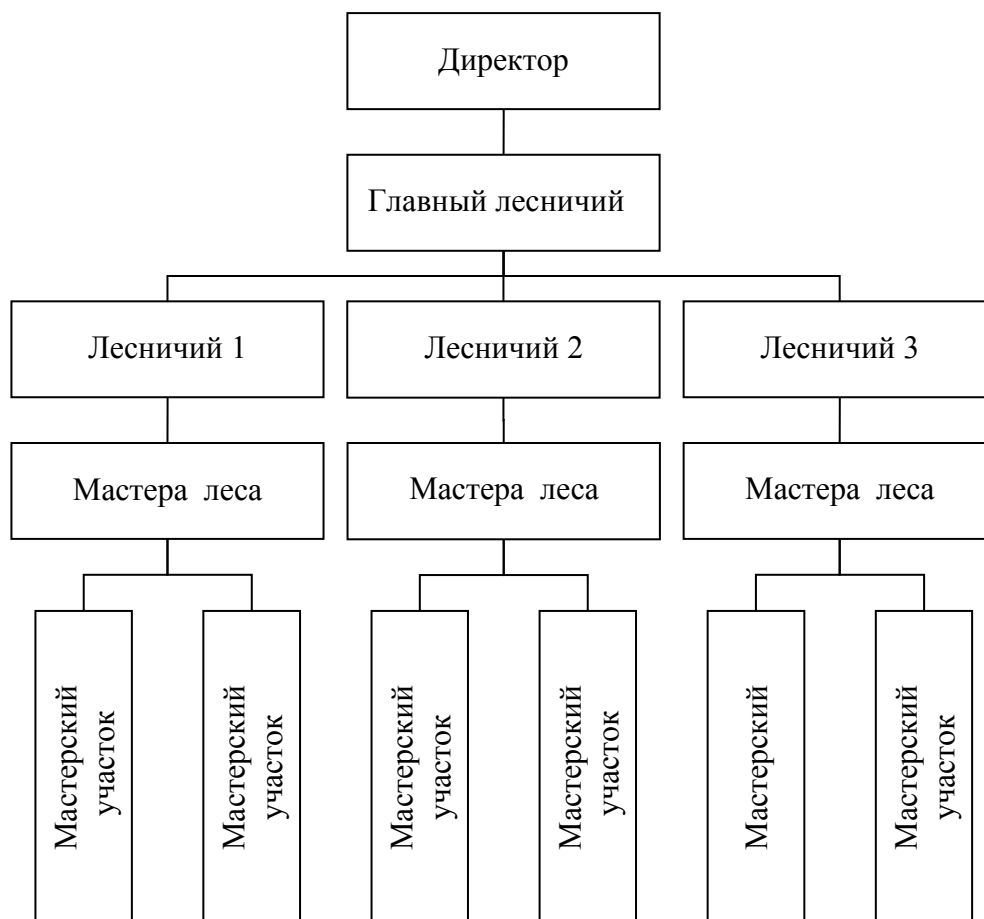 Директор
Главный лесничий
Лесничий 1
Лесничий 2
Лесничий 3
Мастера леса
Мастера леса
Мастера леса
Мастерский
участок
Мастерский
участок
Мастерский
участок
Мастерский
участок
Мастерский
Мастерский
участок